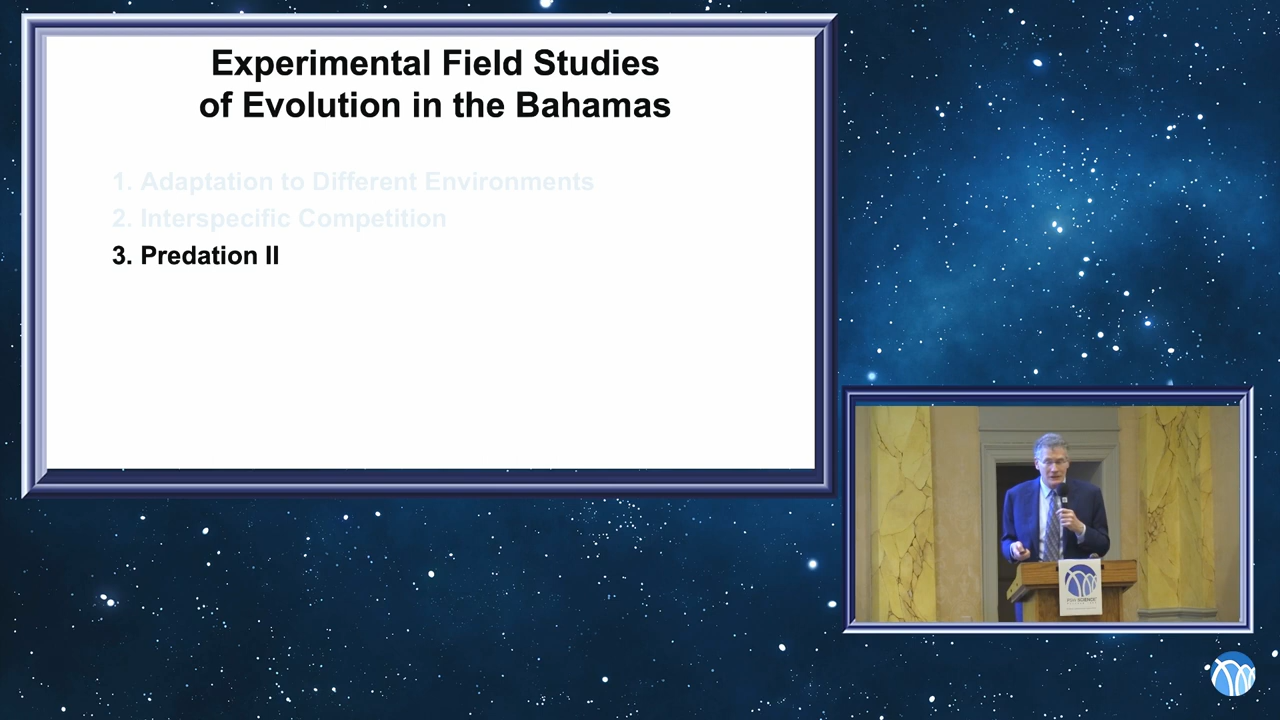 Experimental Field Studies
of Evolution in the Bahamas
1. Adaptation to Different Environments
2. Interspecific Competition
3. Predation II